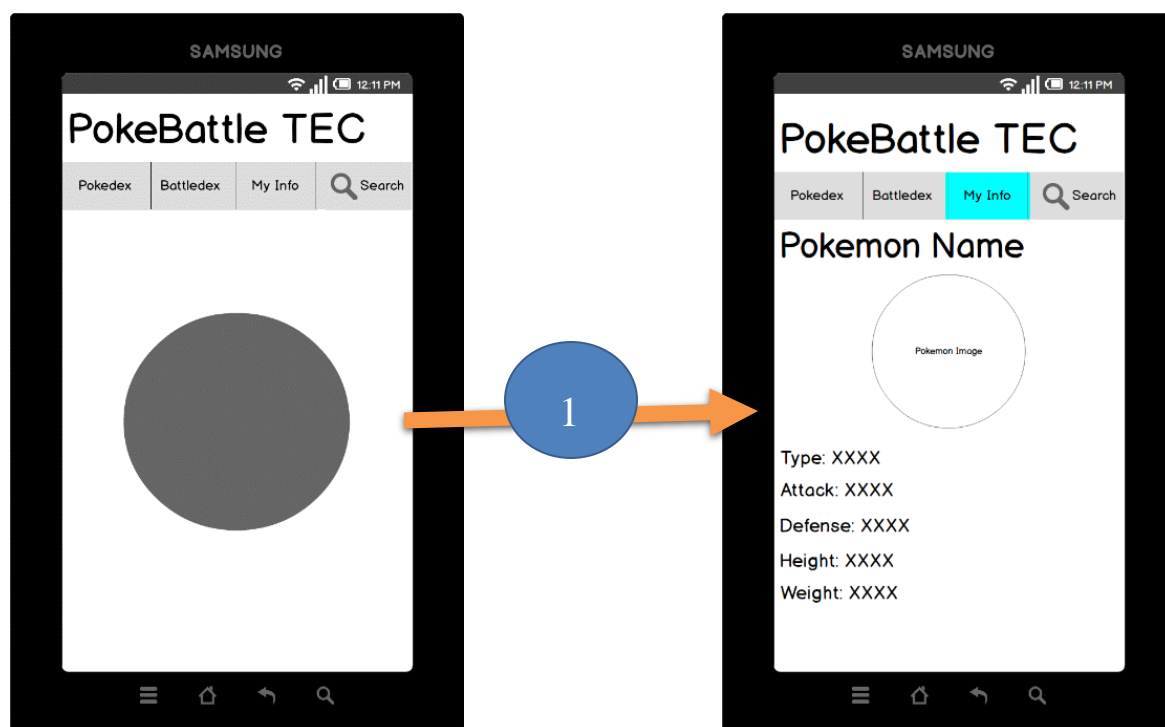 SAMSUNG
12:11 PM
PokeBattle TEC
Pokedex Battledex My Info Search
1
SAMSUNG
12:11 PM
PokeBattle TEC
Pokedex Battledex My Info Search
Pokemon Name
Pokemon Image
Type: XXXX
Attack: XXXX
Defense: XXXX
Height: XXXX
Weight: XXXX